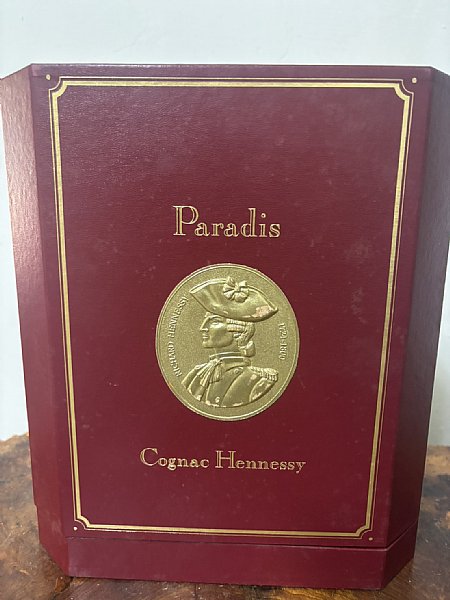 Paradis
RICHARD HENNESSY
1724-1800
Cognac Hennessy